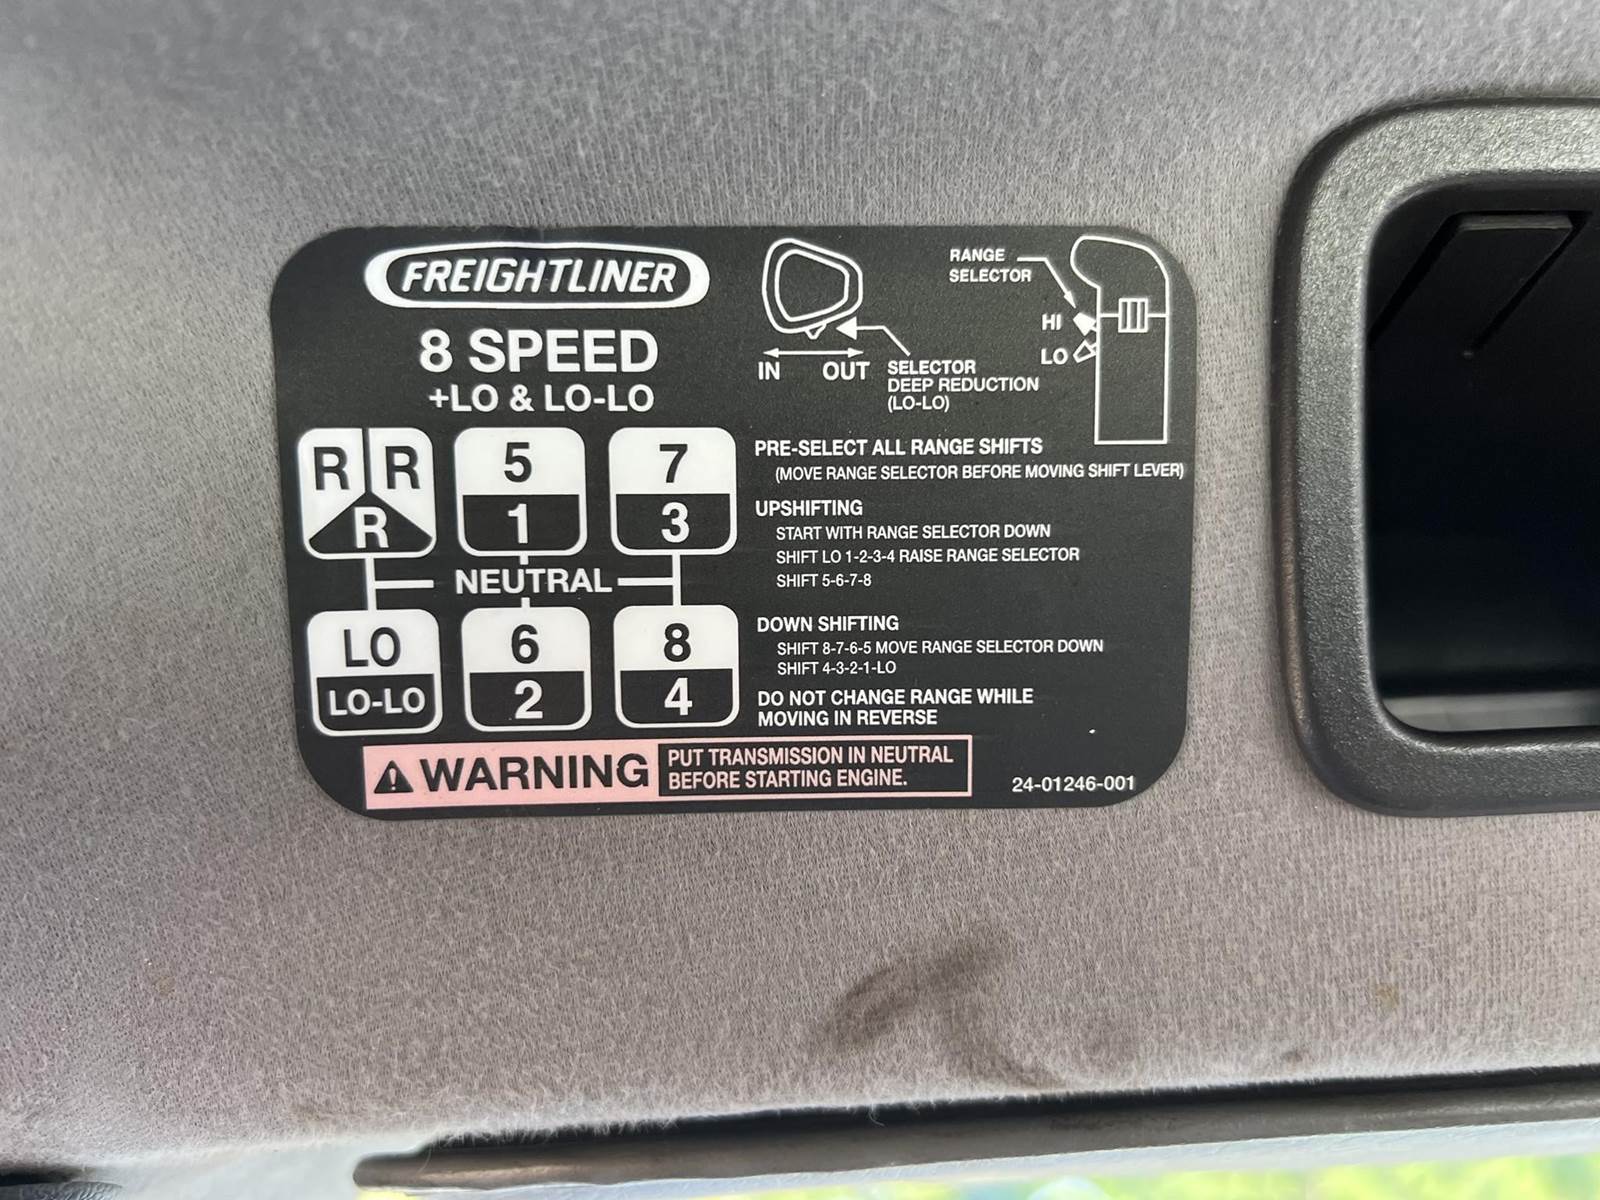 FREIGHTLINER
8 SPEED
+LO & LO-LO
R R
R
5
1
7
3
NEUTRAL
LO
LO-LO
6
2
8
4
IN OUT
SELECTOR
DEEP REDUCTION
(LO-LO)
RANGE
SELECTOR
HI
LO
PRE-SELECT ALL RANGE SHIFTS
(MOVE RANGE SELECTOR BEFORE MOVING SHIFT LEVER)
UPSHIFTING
START WITH RANGE SELECTOR DOWN
SHIFT LO 1-2-3-4 RAISE RANGE SELECTOR
SHIFT 5-6-7-8
DOWN SHIFTING
SHIFT 8-7-6-5 MOVE RANGE SELECTOR DOWN
SHIFT 4-3-2-1-LO
DO NOT CHANGE RANGE WHILE
MOVING IN REVERSE
WARNING
PUT TRANSMISSION IN NEUTRAL
BEFORE STARTING ENGINE.
24-01246-001